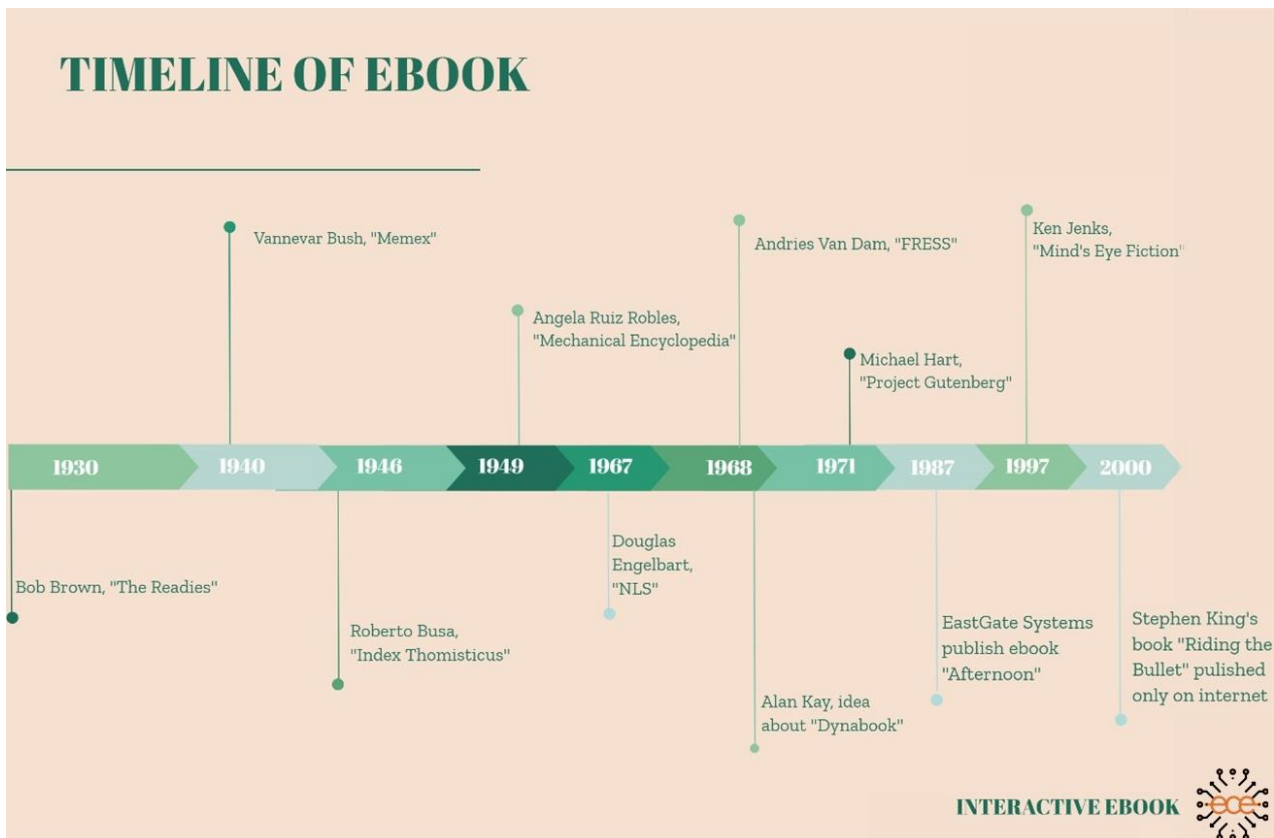 TIMELINE OF EBOOK
Vannevar Bush, "Memex"
Angela Ruiz Robles,
"Mechanical Encyclopedia"
Andries Van Dam, "FRESS"
Michael Hart,
"Project Gutenberg"
Ken Jenks,
"Mind's Eye Fiction"
1930 1940 1946 1949 1967 1968 1971 1987 1997 2000
Bob Brown, "The Readies"
Roberto Busa,
"Index Thomisticus"
Douglas
Engelbart,
"NLS"
Alan Kay, idea
about "Dynabook"
EastGate Systems
publish ebook
"Afternoon"
Stephen King's
book "Riding the
Bullet" pulished
only on internet
INTERACTIVE EBOOK
ece